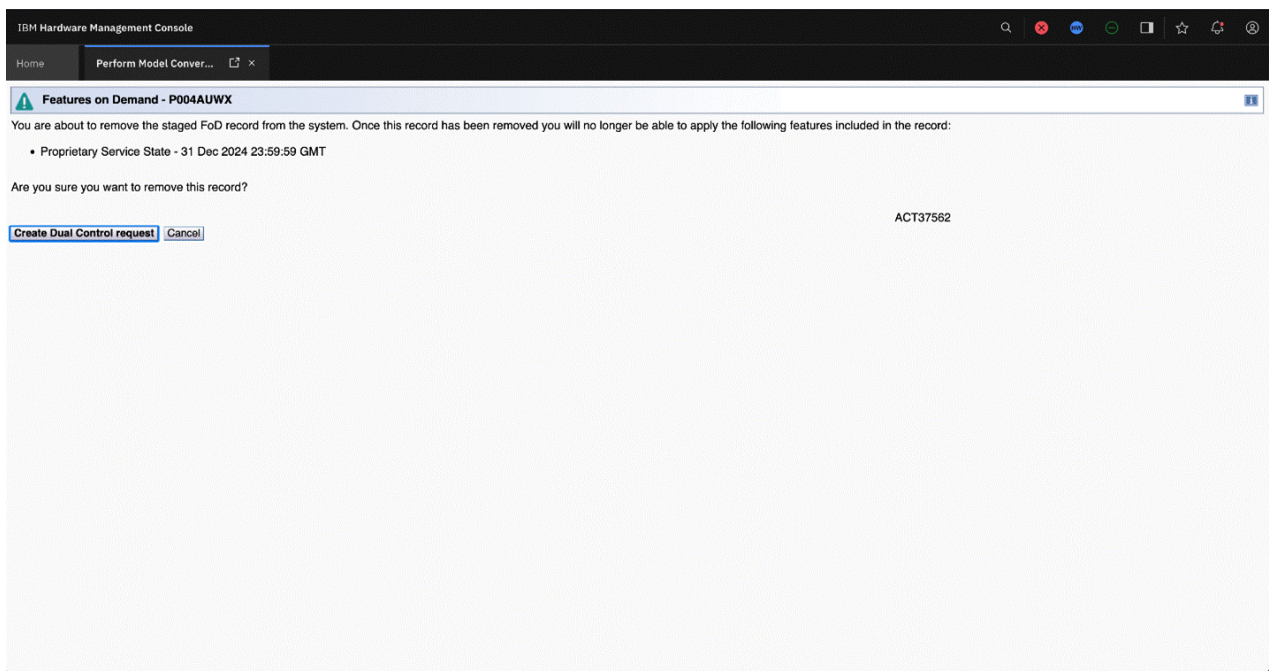 IBM Hardware Management Console
HW
Home
Perform Model Conver...
Features on Demand - P004AUWX
You are about to remove the staged FoD record from the system. Once this record has been removed you will no longer be able to apply the following features included in the record:
• Proprietary Service State - 31 Dec 2024 23:59:59 GMT
Are you sure you want to remove this record?
ACT37562
Create Dual Control request Cancel